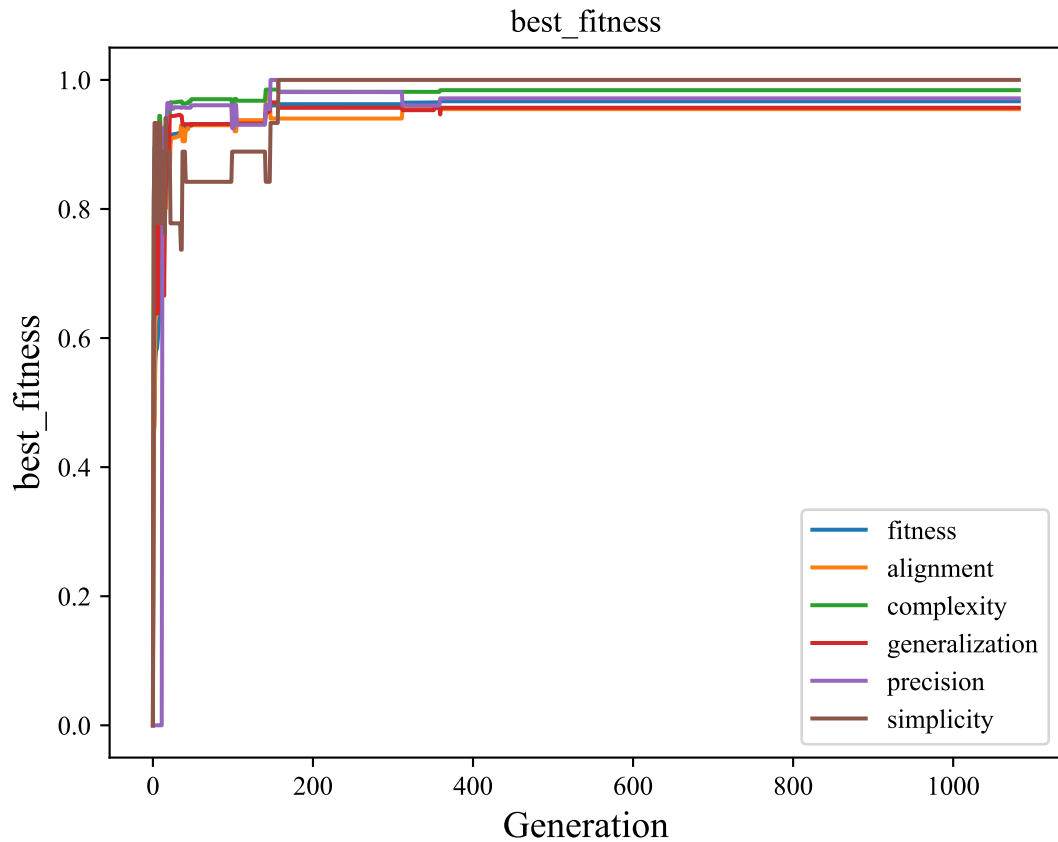 best_fitness
best_fitness
1.0
0.8
0.6
0.4
0.2
0.0
0
200
400
600
800
1000
Generation
fitness
alignment
complexity
generalization
precision
simplicity